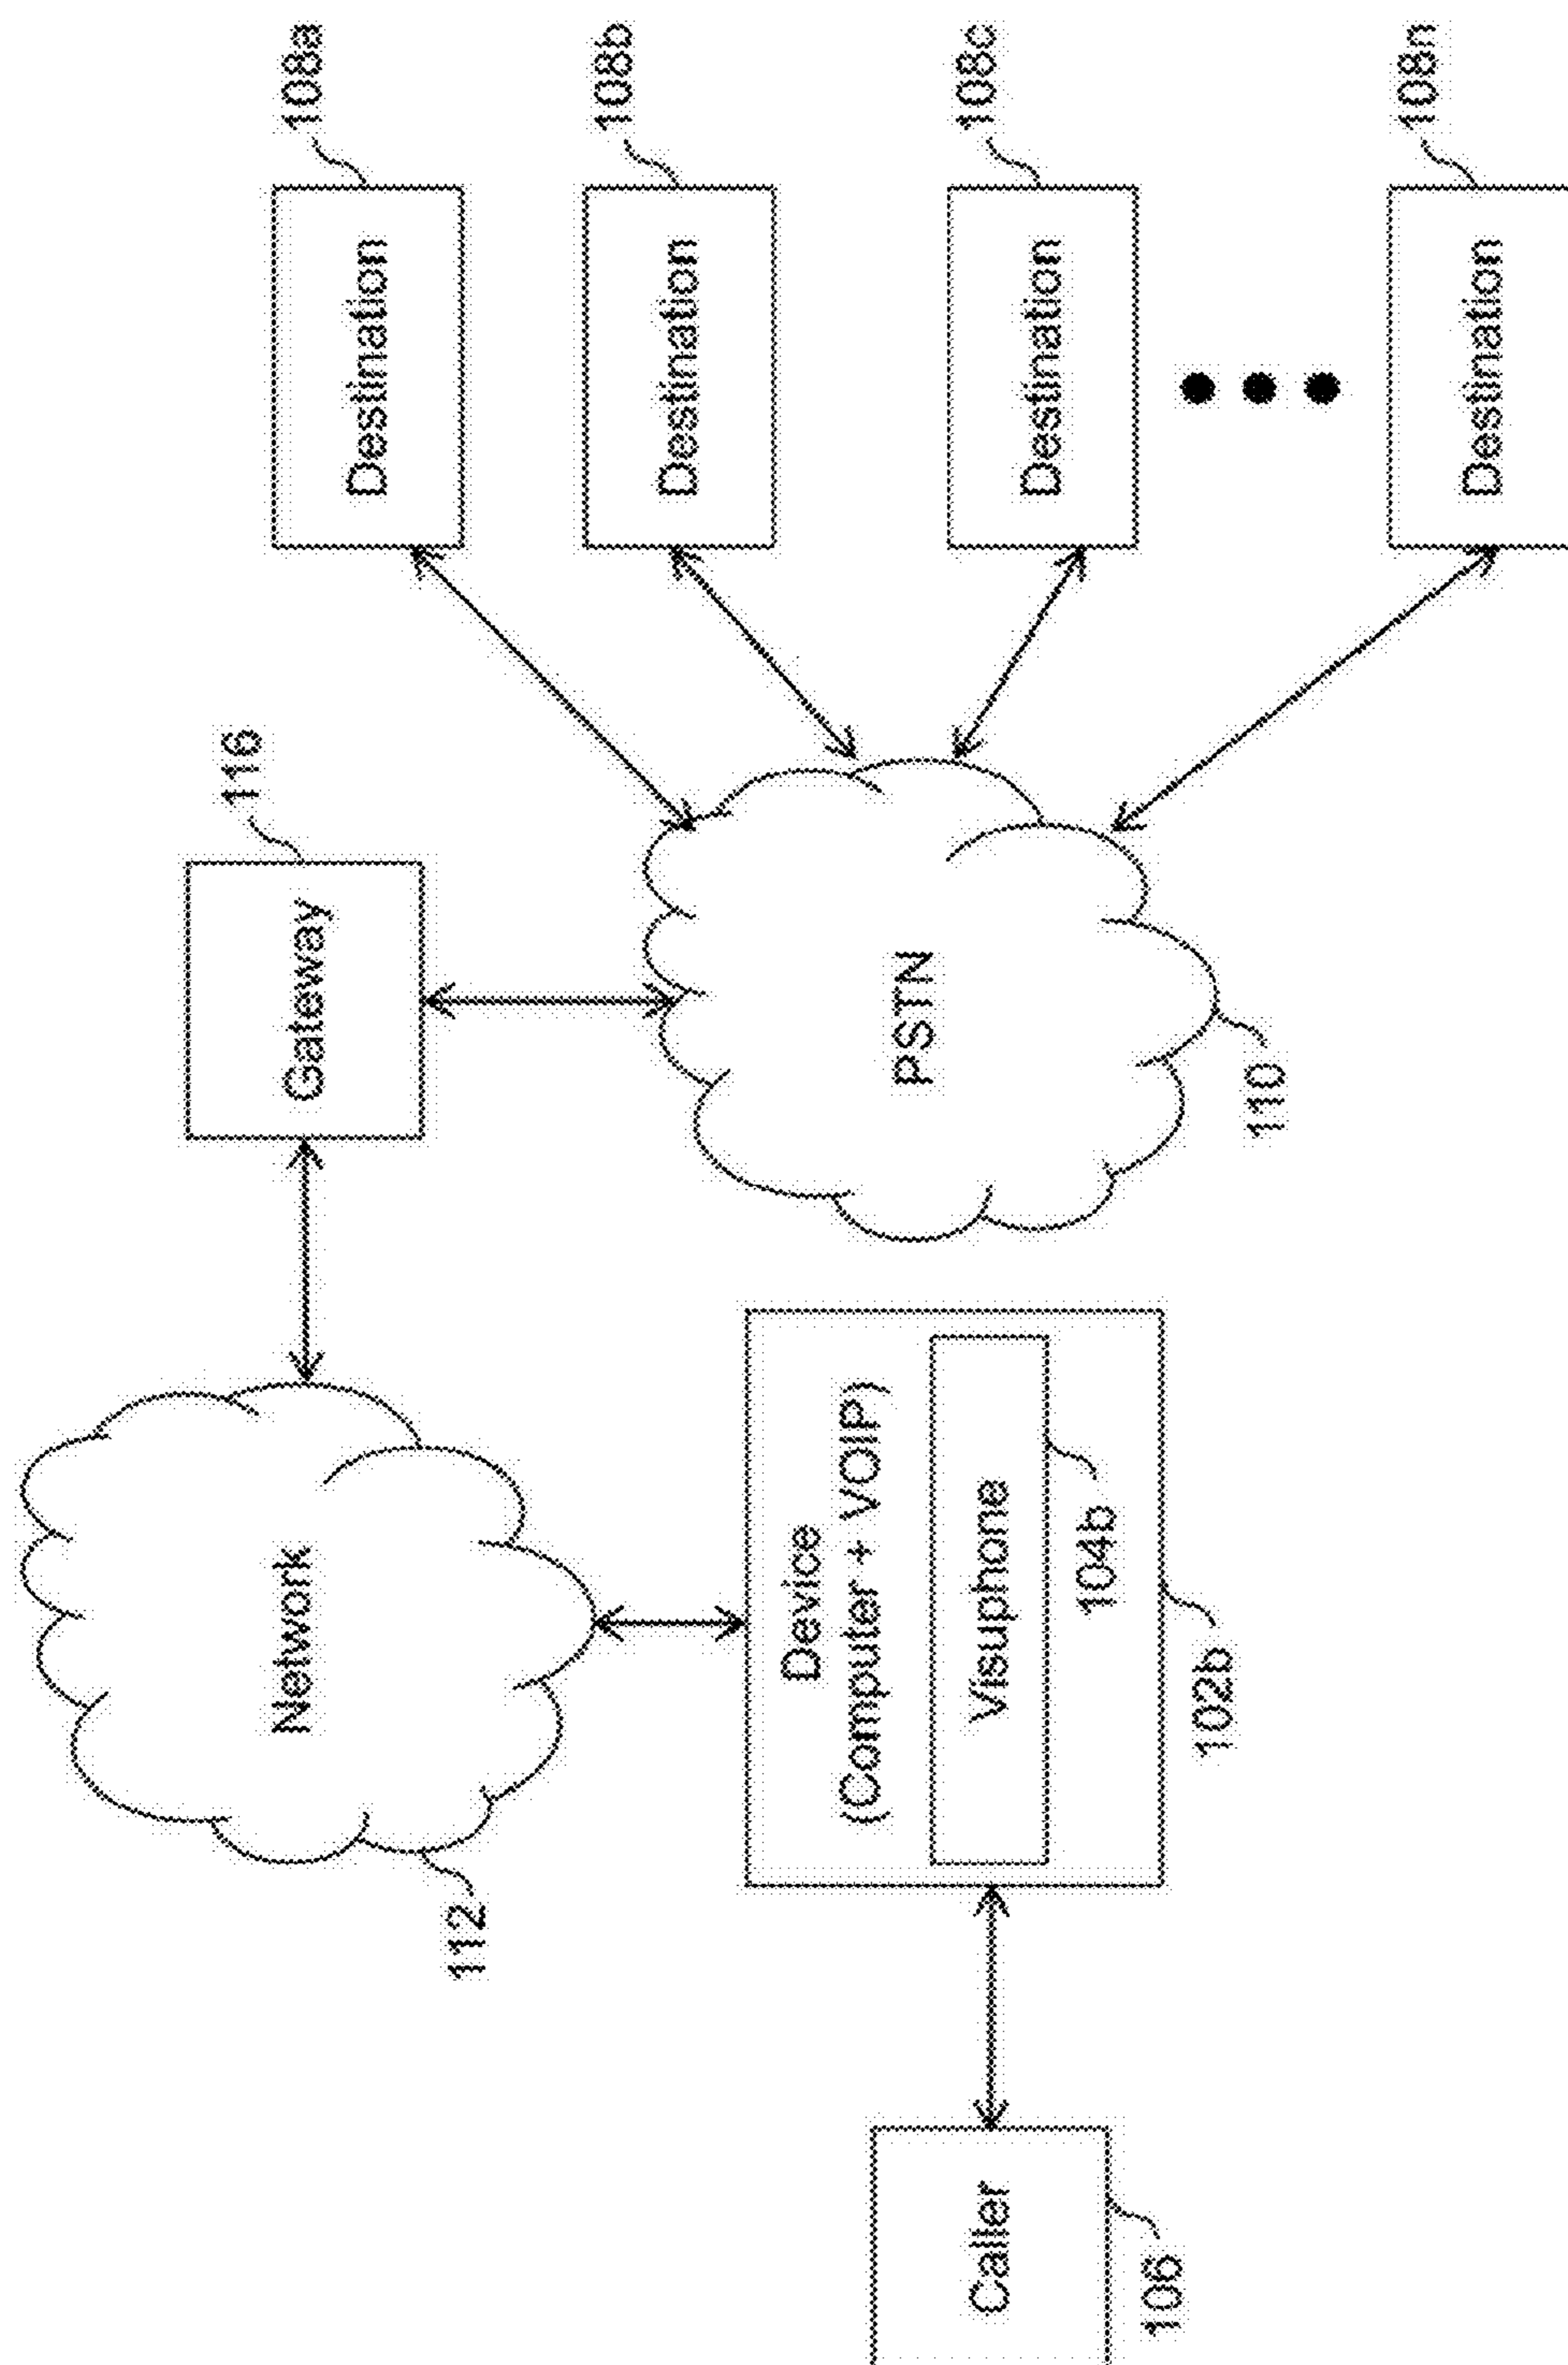 116
Network
Gateway
108a
Destination
112
108b
Destination
Device
(Computer + VOIP)
PSTN
108c
Caller
Visuphone
Destination
104b
106
102b
110
108n
Destination